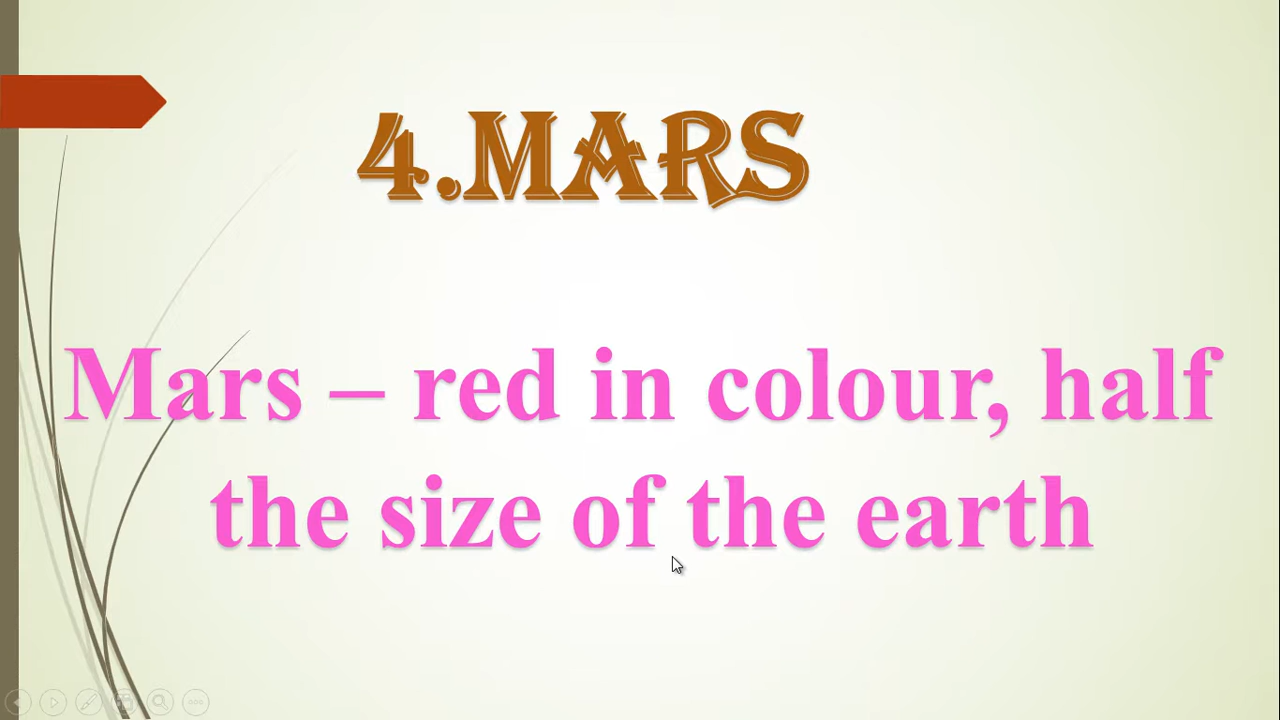 4.MARS
Mars – red in colour, half
the size of the earth